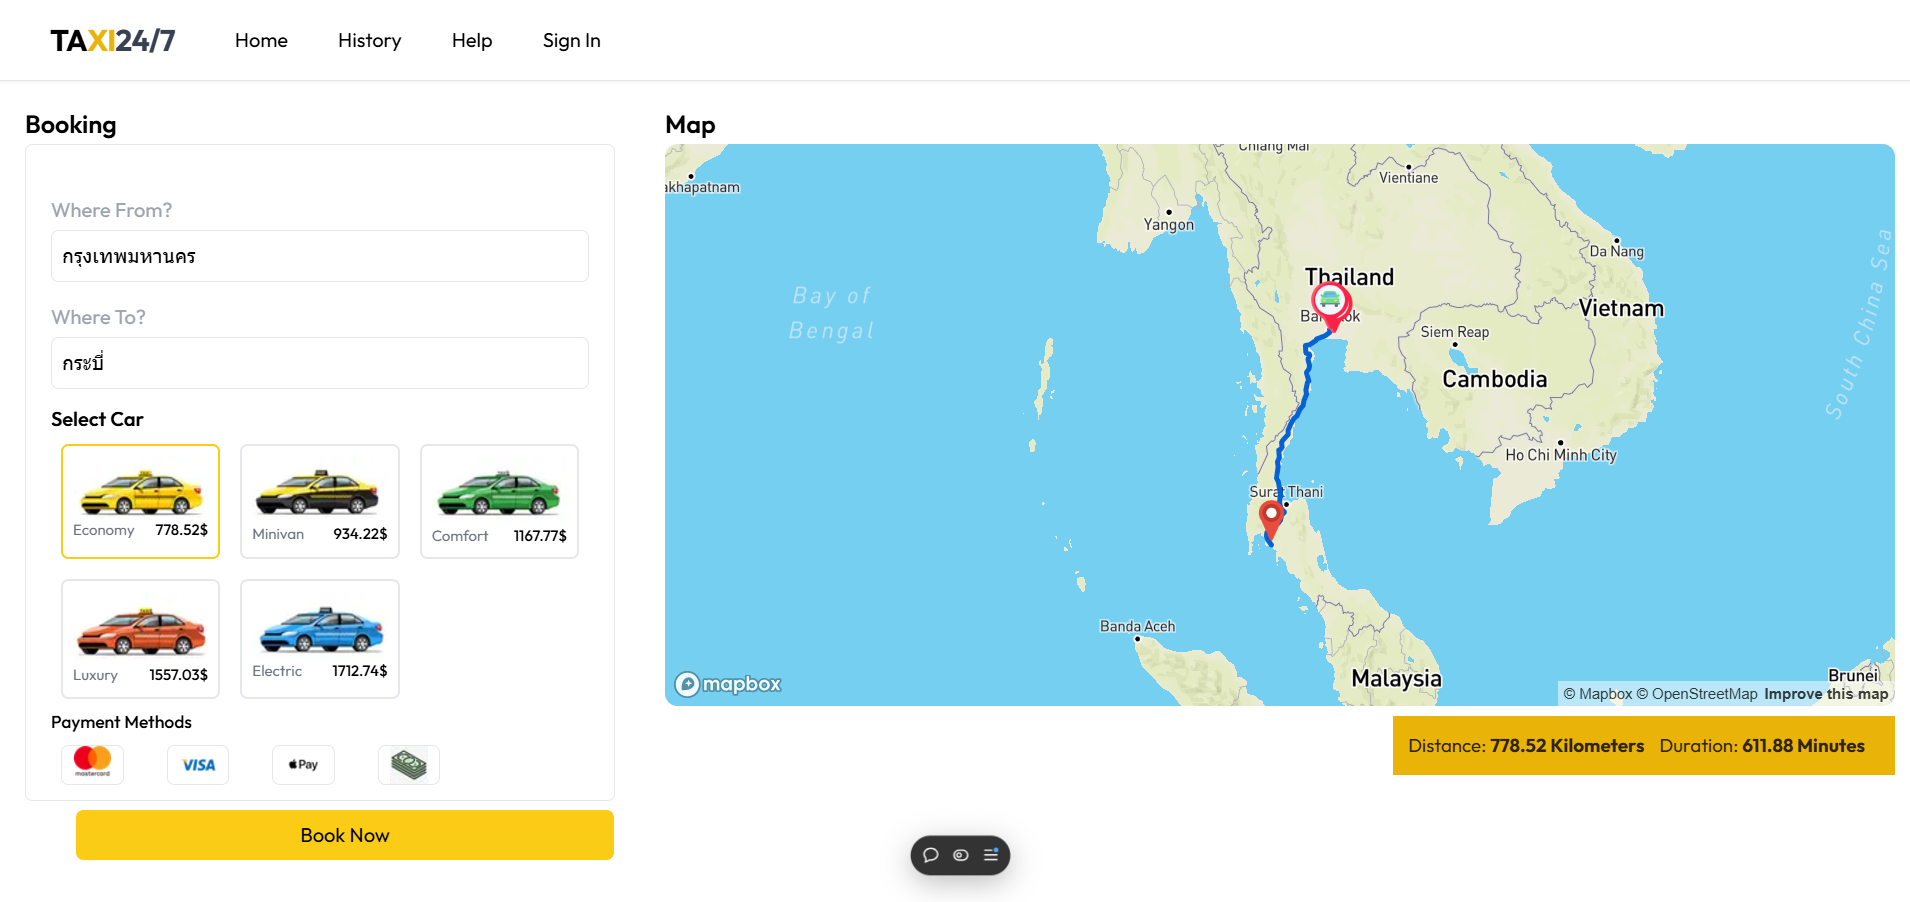 TAXI24/7 Home History Help Sign In
Booking
Where From?
กรุงเทพมหานคร
Where To?
กระบี่
Select Car
Economy 778.52$
Minivan 934.22$
Comfort 1167.77$
Luxury 1557.03$
Electric 1712.74$
Payment Methods
mastercard
VISA
Pay
Book Now
Map
Chiang Mai
Vientiane
akhapatnam
Yangon
Da Nang
Thailand
Bay of
Bengal
Vietnam
South China Sea
Siem Reap
Cambodia
Ho Chi Minh City
Surat Thani
Banda Aceh
Malaysia
Brunei
mapbox
© Mapbox © OpenStreetMap Improve this map
Distance: 778.52 Kilometers Duration: 611.88 Minutes